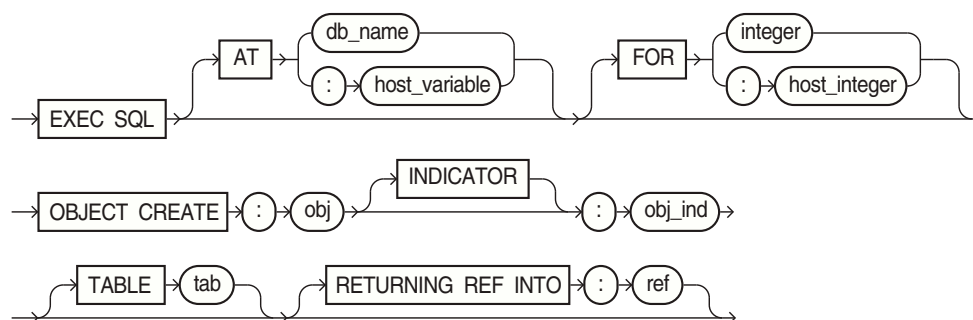 AT db_name FOR integer
: host_variable : host_integer
EXEC SQL
INDICATOR
OBJECT CREATE : obj : obj_ind
TABLE tab RETURNING REF INTO : ref